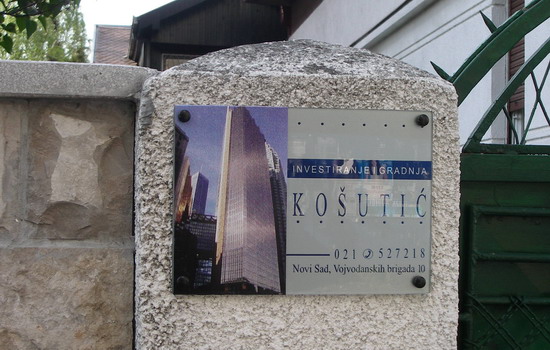 INVESTIRANJE I GRADNJA
KOŠUTIĆ
021 527218
Novi Sad, Vojvođanskih brigada 10